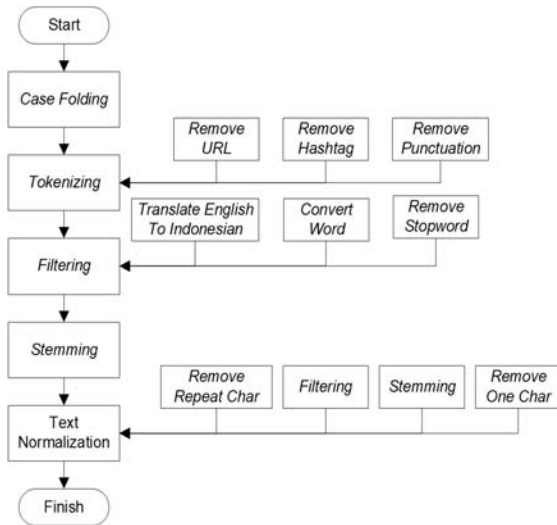 Start
Case Folding
Remove
URL
Remove
Hashtag
Remove
Punctuation
Tokenizing
Translate English
To Indonesian
Convert
Word
Remove
Stopword
Filtering
Stemming
Remove
Repeat Char
Filtering
Stemming
Remove
One Char
Text
Normalization
Finish